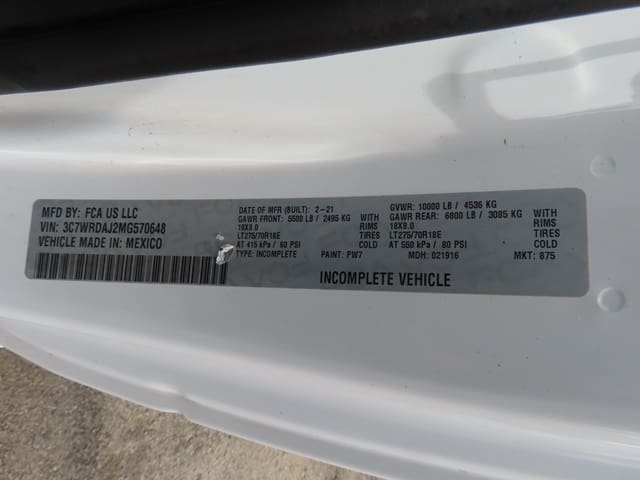 MFD BY: FCA US LLC
VIN: 3C7WRDAJ2MG570648
VEHICLE MADE IN: MEXICO
DATE OF MFR (BUILT): 2-21
GAWR FRONT: 5500 LB / 2495 KG WITH
18X8.0 RIMS
LT275/70R18E TIRES
AT 415 kPa / 60 PSI
TYPE: INCOMPLETE PAINT: PW7
GVWR: 10000 LB / 4536 KG
GAWR REAR: 6800 LB / 3085 KG WITH
18X8.0 RIMS
LT275/70R18E TIRES
AT 550 kPa / 80 PSI
MDH: 021916 MKT: 875
INCOMPLETE VEHICLE